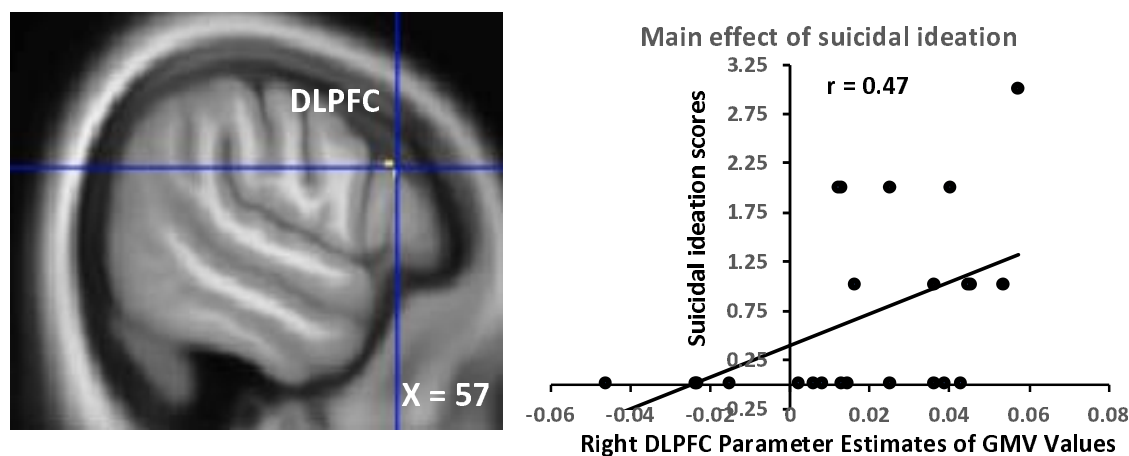 DLPFC
X = 57
Main effect of suicidal ideation
r = 0.47
Suicidal ideation scores
3.25
2.75
2.25
1.75
1.25
0.75
0.25
-0.25
-0.06 -0.04 -0.02 0 0.02 0.04 0.06 0.08
Right DLPFC Parameter Estimates of GMV Values